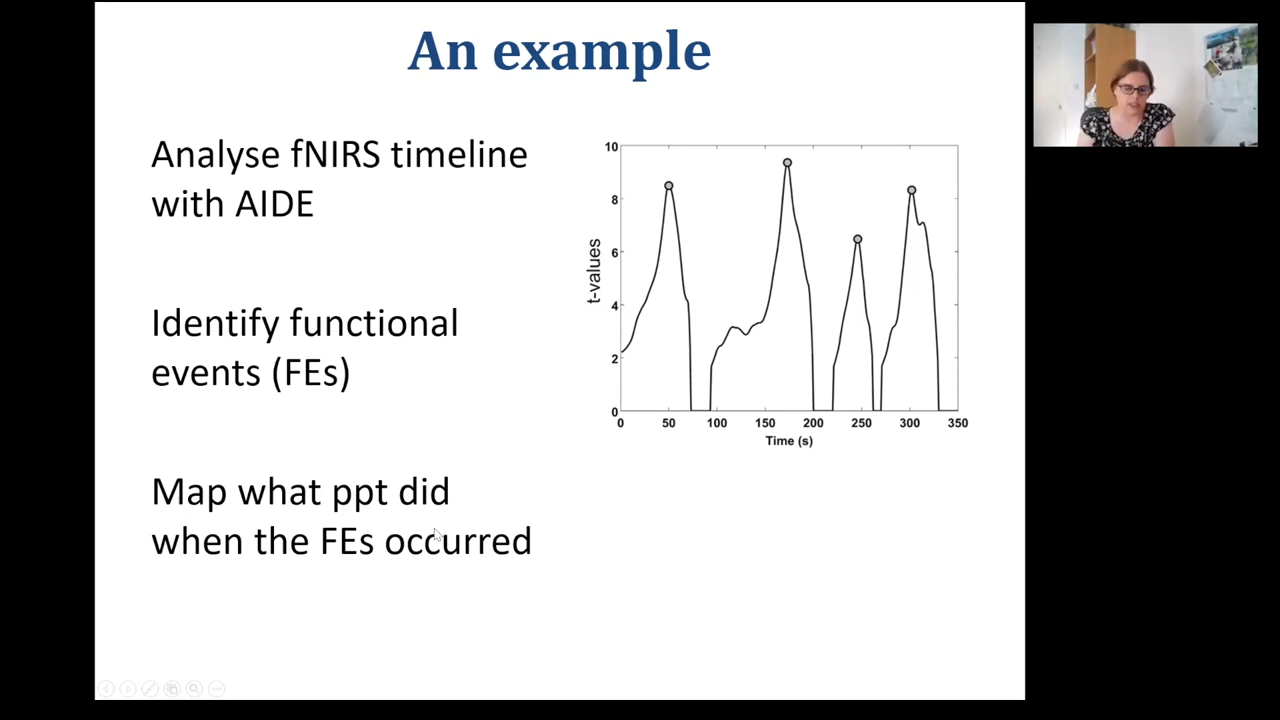 An example
Analyse fNIRS timeline
with AIDE
Identify functional
events (FEs)
Map what ppt did
when the FEs occurred
10
8
6
4
2
0
t-values
0 50 100 150 200 250 300 350
Time (s)